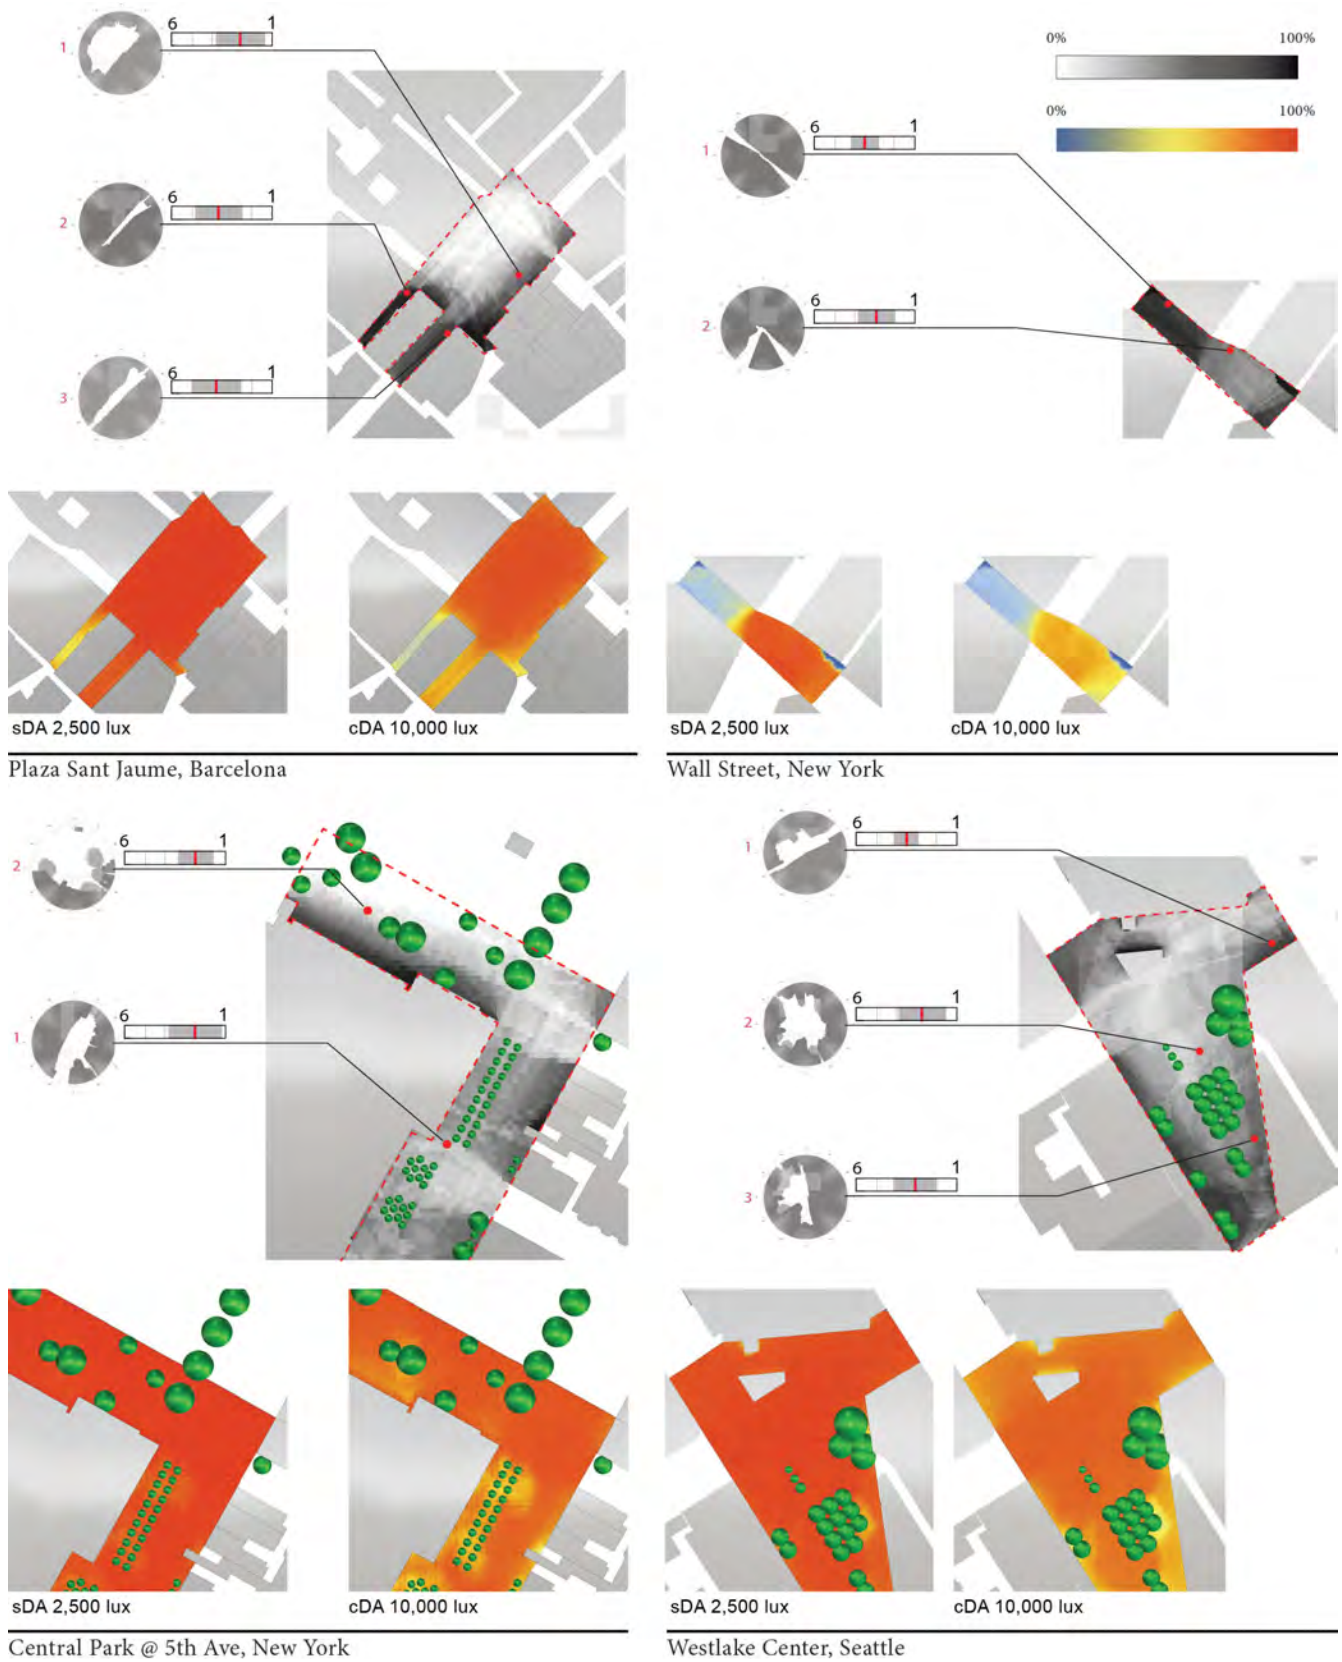 6 1
1
6 1
2
6 1
3
sDA 2,500 lux
cDA 10,000 lux
Plaza Sant Jaume, Barcelona
0% 100%
0% 100%
6 1
1
6 1
2
sDA 2,500 lux
cDA 10,000 lux
Wall Street, New York
6 1
2
6 1
1
sDA 2,500 lux
cDA 10,000 lux
Central Park @ 5th Ave, New York
6 1
1
6 1
2
6 1
3
sDA 2,500 lux
cDA 10,000 lux
Westlake Center, Seattle